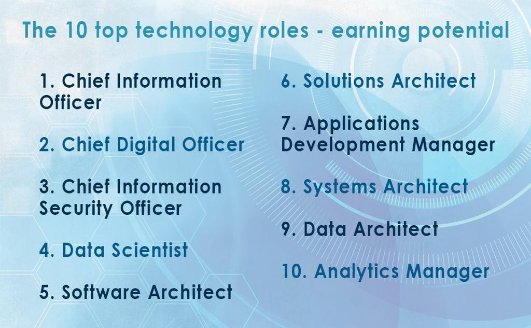 The 10 top technology roles - earning potential
1. Chief Information
Officer
2. Chief Digital Officer
3. Chief Information
Security Officer
4. Data Scientist
5. Software Architect
6. Solutions Architect
7. Applications
Development Manager
8. Systems Architect
9. Data Architect
10. Analytics Manager